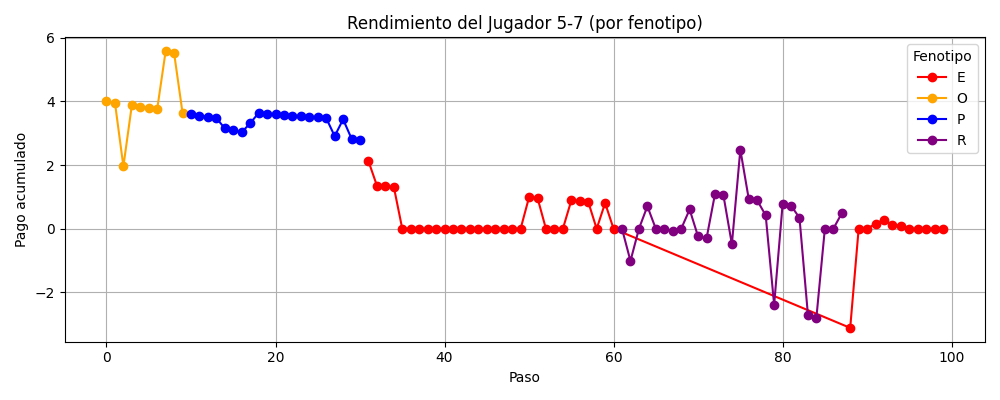 Rendimiento del Jugador 5-7 (por fenotipo)
Pago acumulado
6
4
2
0
−2
Fenotipo
E
O
P
R
0 20 40 60 80 100
Paso